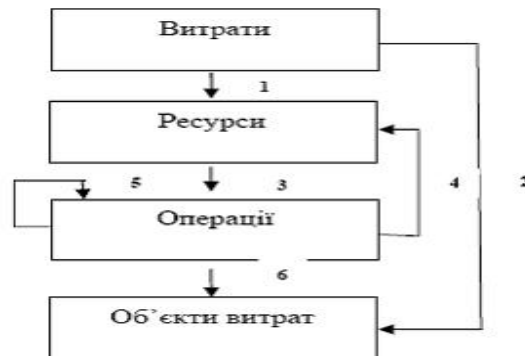 Витрати
1
Ресурси
5 3 4 2
Операції
6
Об’єкти витрат